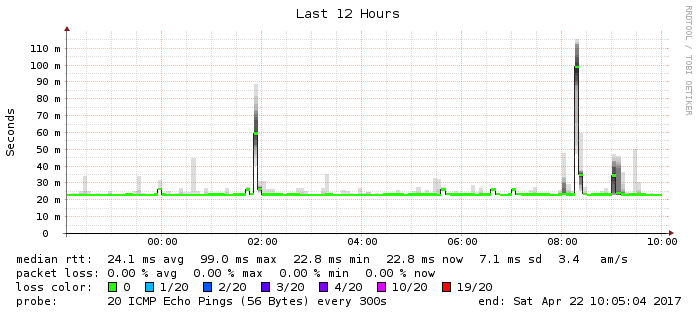 Last 12 Hours
RRDTOOL / TOBI OETIKER
Seconds
110 m
100 m
90 m
80 m
70 m
60 m
50 m
40 m
30 m
20 m
10 m
0
00:00 02:00 04:00 06:00 08:00 10:00
median rtt: 24.1 ms avg 99.0 ms max 22.8 ms min 22.8 ms now 7.1 ms sd 3.4 am/s
packet loss: 0.00 % avg 0.00 % max 0.00 % min 0.00 % now
loss color: 0 1/20 2/20 3/20 4/20 10/20 19/20
probe: 20 ICMP Echo Pings (56 Bytes) every 300s end: Sat Apr 22 10:05:04 2017